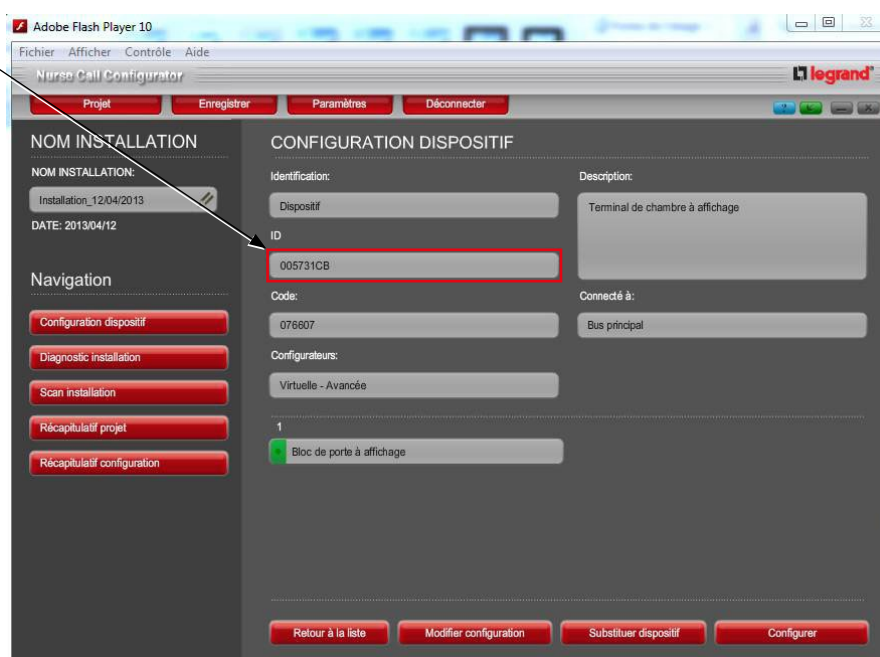 Adobe Flash Player 10
Fichier Afficher Contrôle Aide
Nurse Call Configurator
legrand®
Projet Enregistrer Paramètres Déconnecter
NOM INSTALLATION
NOM INSTALLATION:
Installation_12/04/2013
DATE: 2013/04/12
Navigation
Configuration dispositif
Diagnostic installation
Scan installation
Récapitulatif projet
Récapitulatif configuration
CONFIGURATION DISPOSITIF
Identification:
Dispositif
Description:
Terminal de chambre à affichage
ID
005731CB
Code:
076607
Connecté à:
Bus principal
Configurateurs:
Virtuelle - Avancée
1
Bloc de porte à affichage
Retour à la liste Modifier configuration Substituer dispositif Configurer